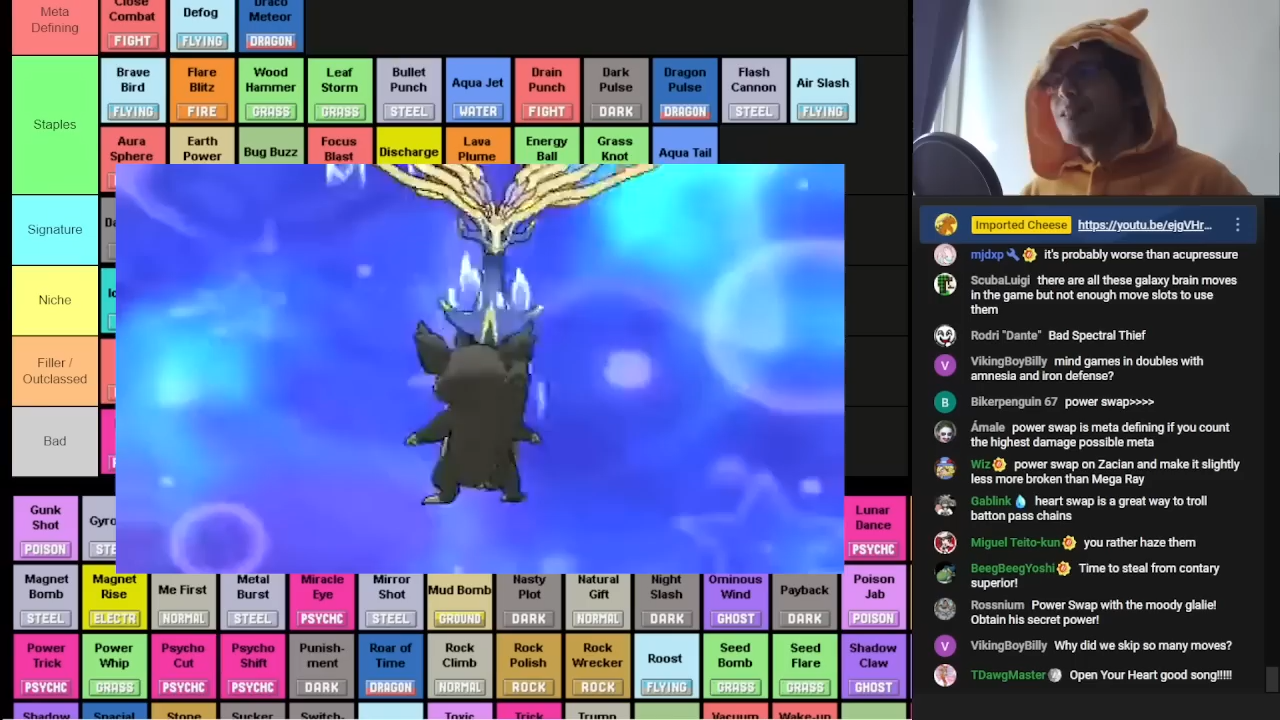 Meta
Defining
Close
Combat
FIGHT
Defog
FLYING
Draco
Meteor
DRAGON
Staples
Brave
Bird
FLYING
Flare
Blitz
FIRE
Wood
Hammer
GRASS
Leaf
Storm
GRASS
Bullet
Punch
STEEL
Aqua Jet
WATER
Drain
Punch
FIGHT
Dark
Pulse
DARK
Dragon
Pulse
DRAGON
Flash
Cannon
STEEL
Air Slash
FLYING
Aura
Sphere
Earth
Power
Bug Buzz
Focus
Blast
Discharge
Lava
Plume
Energy
Ball
Grass
Knot
Aqua Tail
Signature
Niche
Filler /
Outclassed
Bad
Gunk
Shot
POISON
Lunar
Dance
PSYCHC
Magnet
Bomb
STEEL
Magnet
Rise
ELECTR
Me First
NORMAL
Metal
Burst
STEEL
Miracle
Eye
PSYCHC
Mirror
Shot
STEEL
Mud Bomb
GROUND
Nasty
Plot
DARK
Natural
Gift
NORMAL
Night
Slash
DARK
Ominous
Wind
GHOST
Payback
DARK
Poison
Jab
POISON
Power
Trick
PSYCHC
Power
Whip
GRASS
Psycho
Cut
PSYCHC
Psycho
Shift
PSYCHC
Punish-
ment
DARK
Roar of
Time
DRAGON
Rock
Climb
NORMAL
Rock
Polish
ROCK
Rock
Wrecker
ROCK
Roost
FLYING
Seed
Bomb
GRASS
Seed
Flare
GRASS
Shadow
Claw
GHOST
Shadow
Spacial
Stone
Sucker
Switch-
Toxic
Trick
Trump
Vacuum
Wake-up
Imported Cheese https://youtu.be/ejgVHr...
mjdxp it's probably worse than acupressure
ScubaLuigi there are all these galaxy brain moves
in the game but not enough move slots to use
them
Rodri "Dante" Bad Spectral Thief
VikingBoyBilly mind games in doubles with
amnesia and iron defense?
Bikerpenguin 67 power swap>>>>
Ámale power swap is meta defining if you count
the highest damage possible meta
Wiz power swap on Zacian and make it slightly
less more broken than Mega Ray
Gablink heart swap is a great way to troll
batton pass chains
Miguel Teito-kun you rather haze them
BeegBeegYoshi Time to steal from contary
superior!
Rossnium Power Swap with the moody glalie!
Obtain his secret power!
VikingBoyBilly Why did we skip so many moves?
TDawgMaster Open Your Heart good song!!!!!